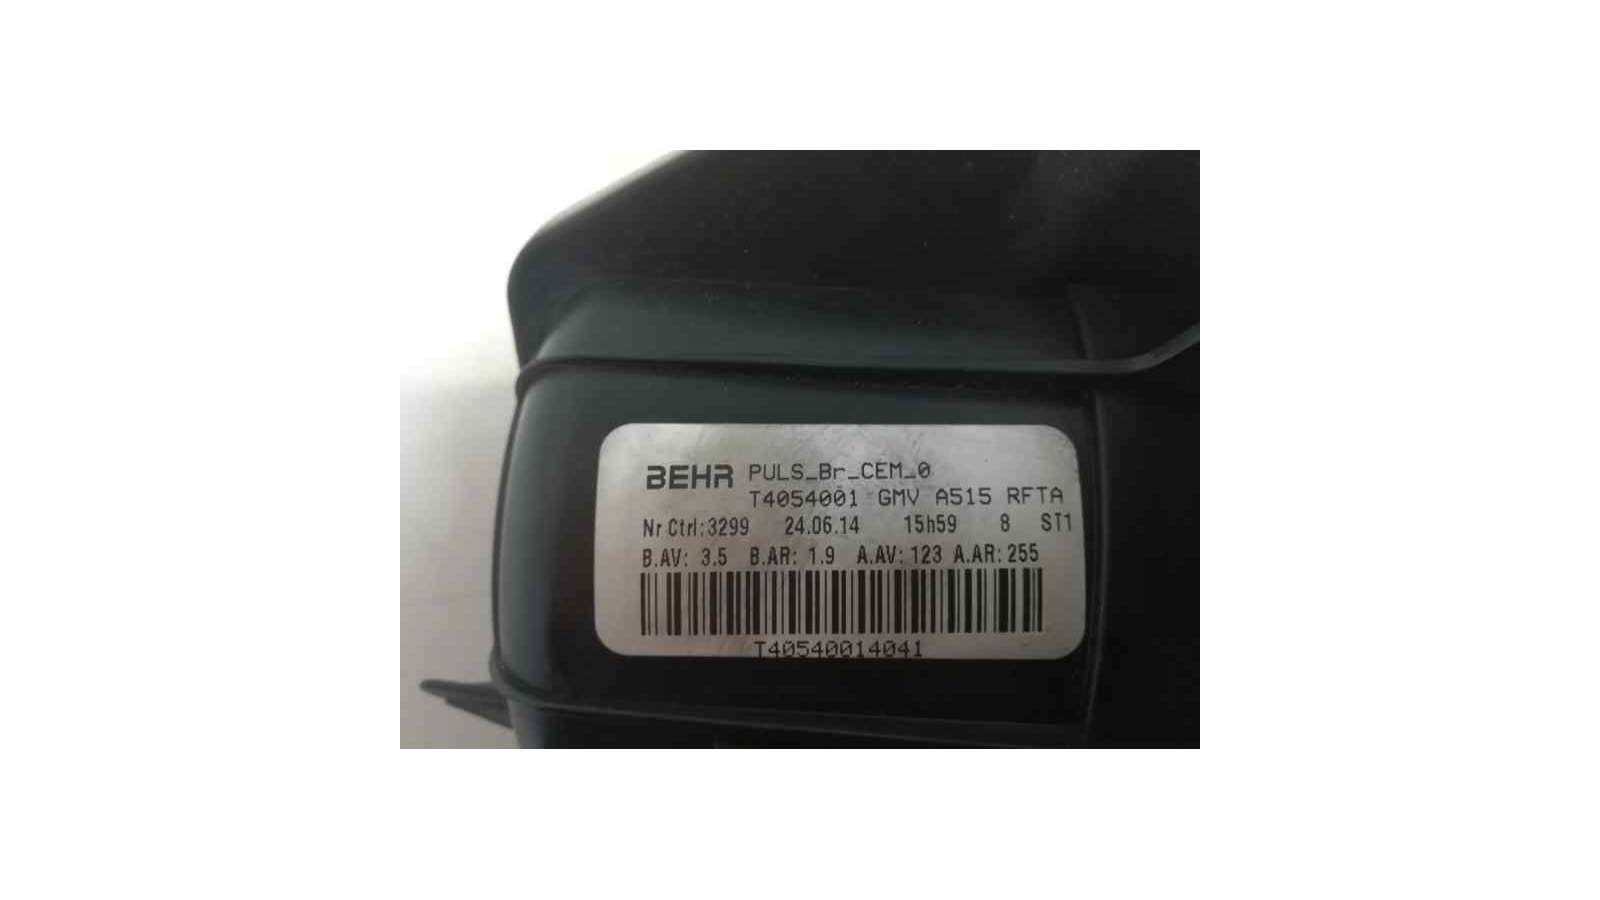 BEHR PULS_Br_CEM_0
T4054001 GMV A515 RFTA
Nr Ctrl:3299 24.06.14 15h59 8 ST1
B.AV: 3.5 B.AR: 1.9 A.AV: 123 A.AR: 255
T40540014041